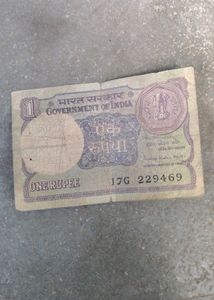 1
भारत सरकार
GOVERNMENT OF INDIA
एक
रुपया
ONE RUPEE
17G 229469